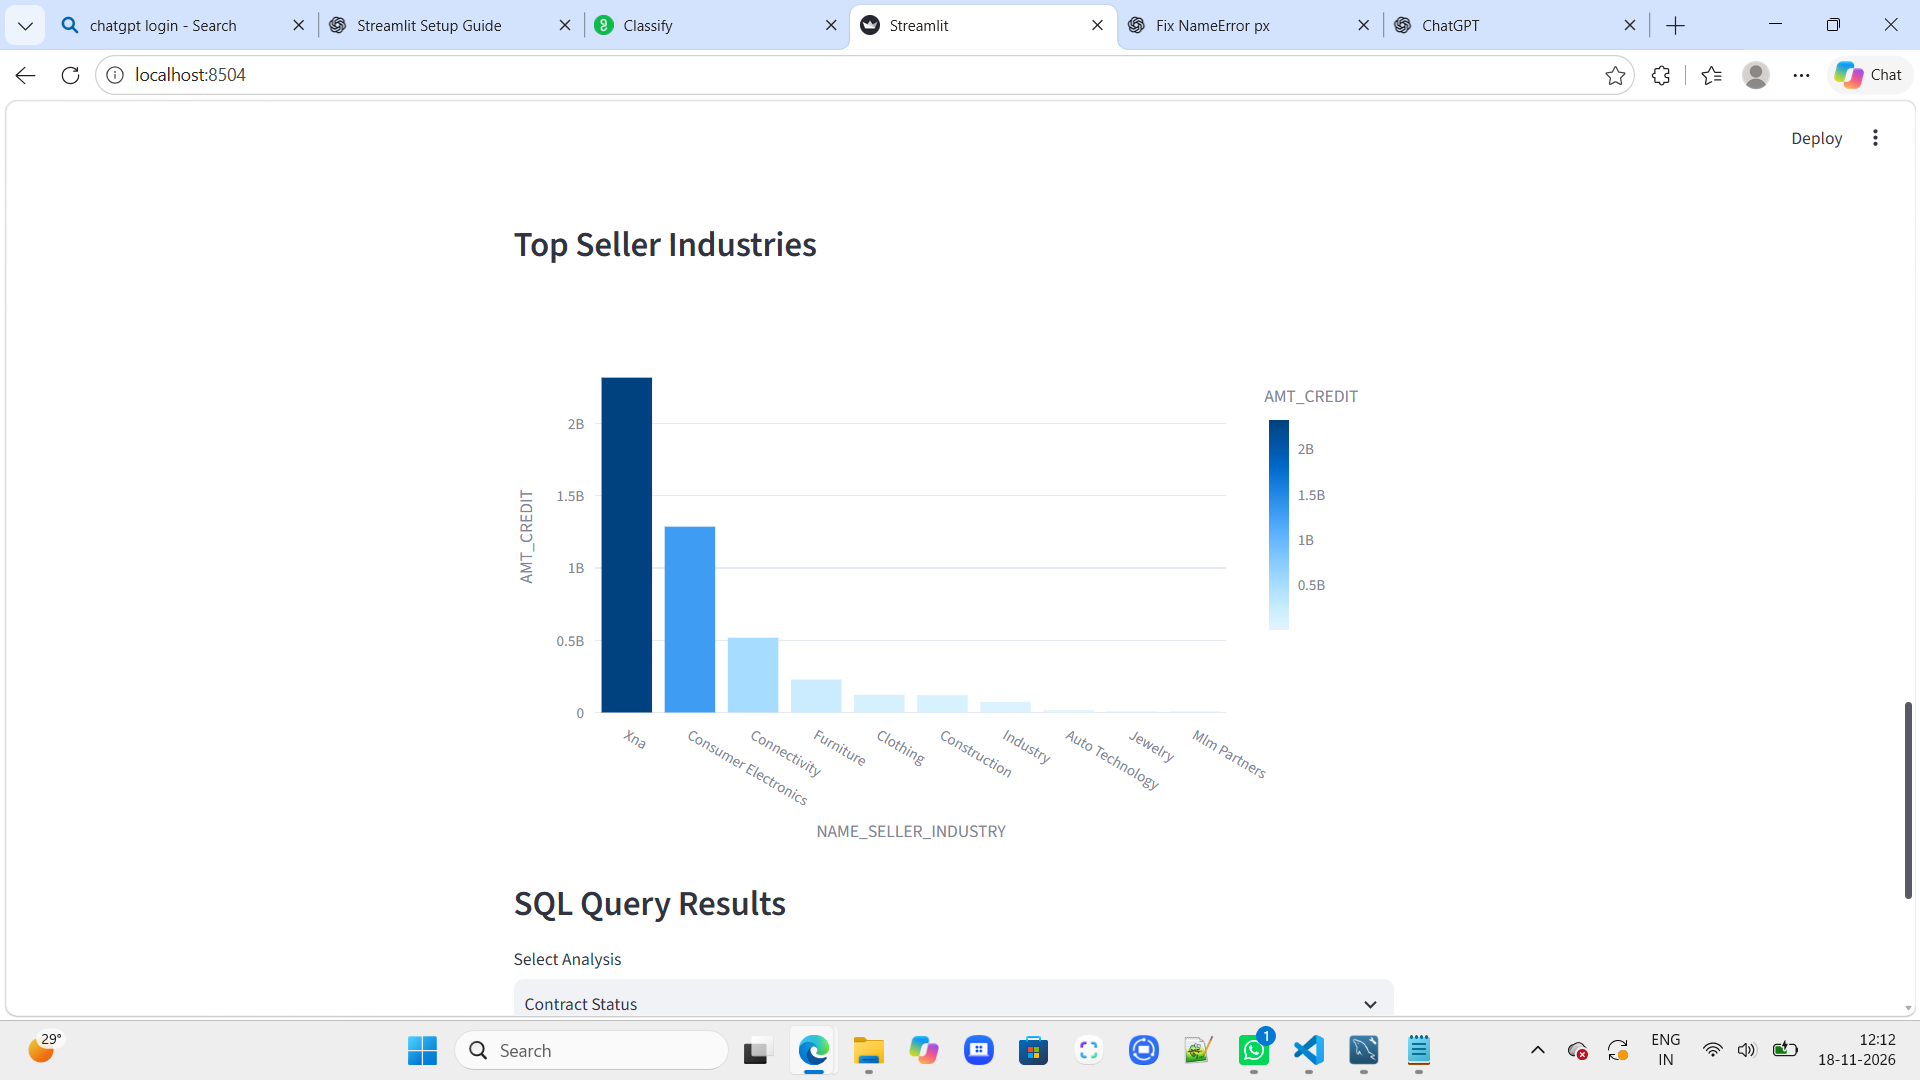 chatgpt login - Search
Streamlit Setup Guide
Classify
Streamlit
Fix NameError px
ChatGPT
localhost:8504
Chat
Deploy
Top Seller Industries
AMT_CREDIT
2B
1.5B
1B
0.5B
0
Xna
Consumer Electronics
Connectivity
Furniture
Clothing
Construction
Industry
Auto Technology
Jewelry
Mlm Partners
NAME_SELLER_INDUSTRY
AMT_CREDIT
2B
1.5B
1B
0.5B
SQL Query Results
Select Analysis
Contract Status
29°
Search
1
ENG
IN
12:12
18-11-2026